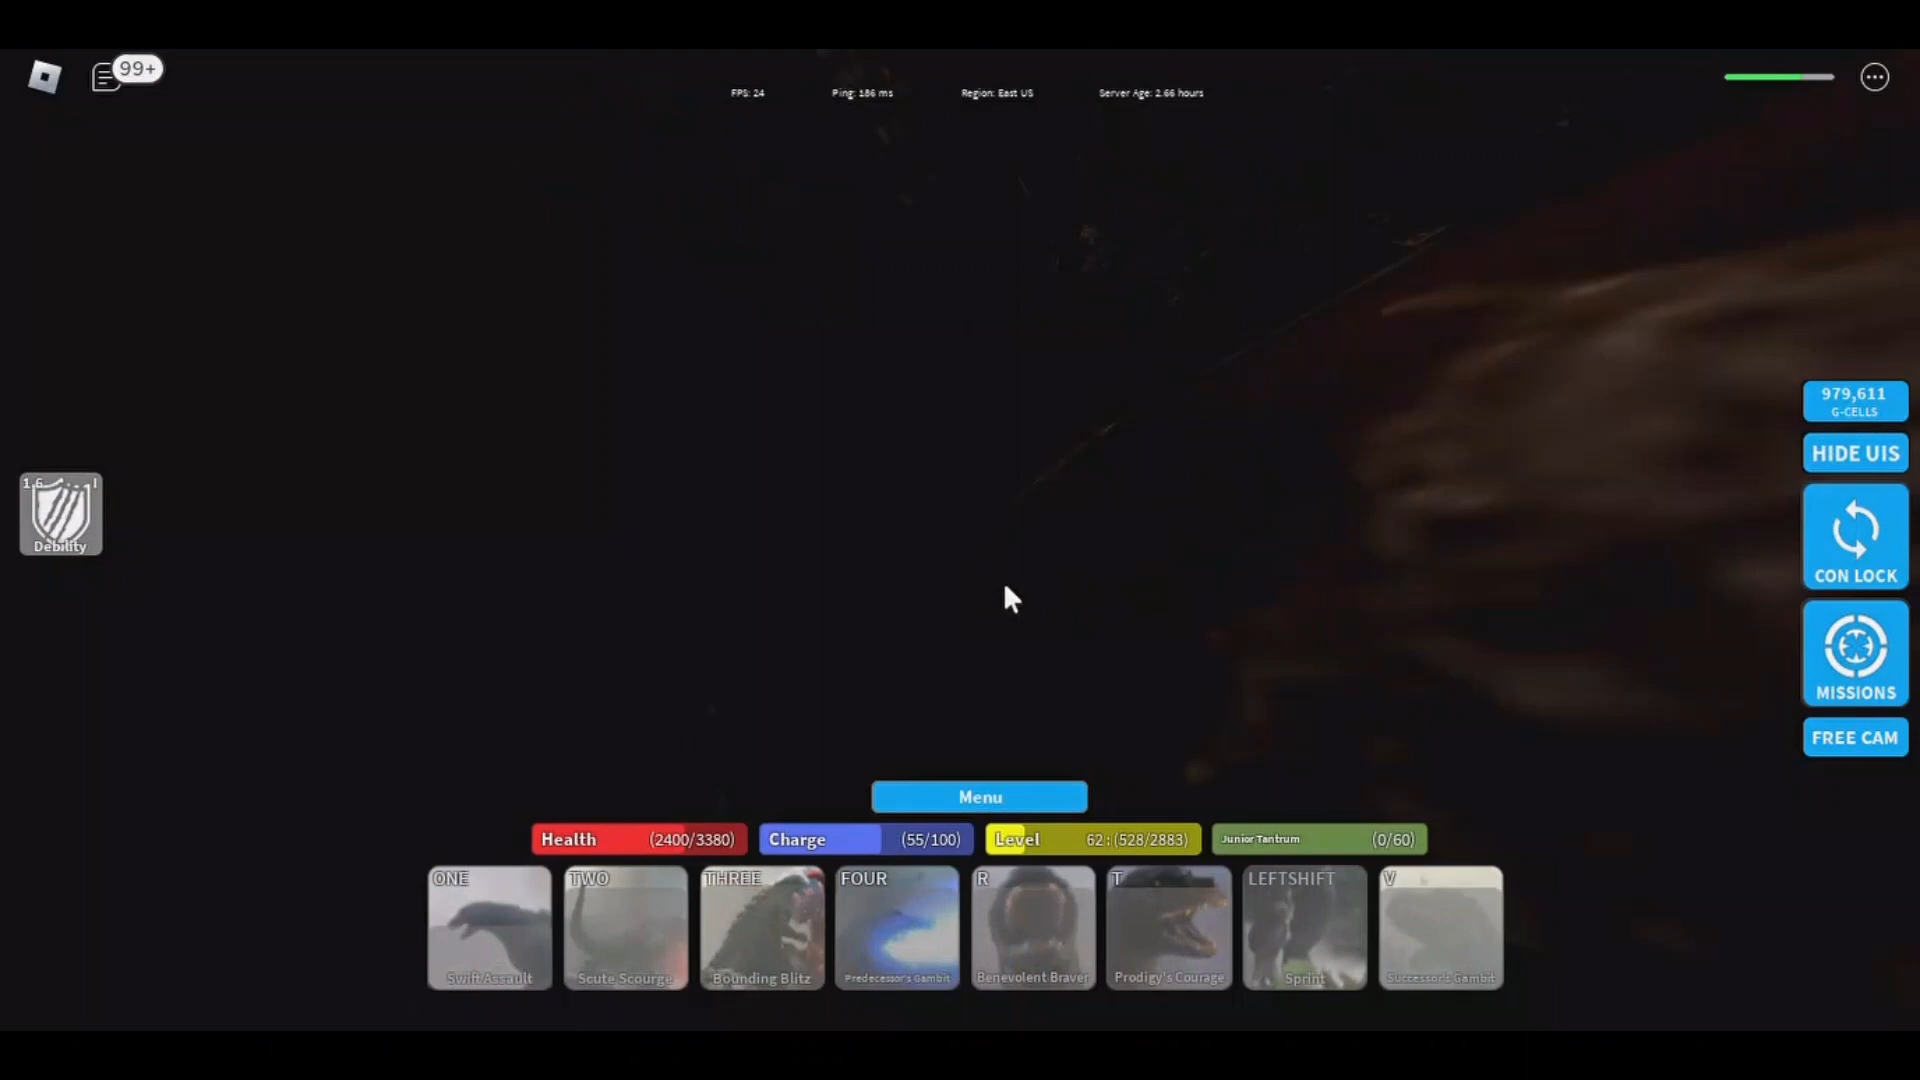 99+
FPS: 24 Ping: 186 ms Region: East US Server Age: 2.66 hours
979,611
G-CELLS
HIDE UIS
1.6 I
Debility
CON LOCK
MISSIONS
FREE CAM
Menu
Health (2400/3380) Charge (55/100) Level 62:(528/2883) Junior Tantrum (0/60)
ONE TWO THREE FOUR R T LEFTSHIFT V
Swift Assault Scute Scourge Bounding Blitz Predecessor's Gambit Benevolent Braver Prodigy's Courage Sprint Successor's Gambit